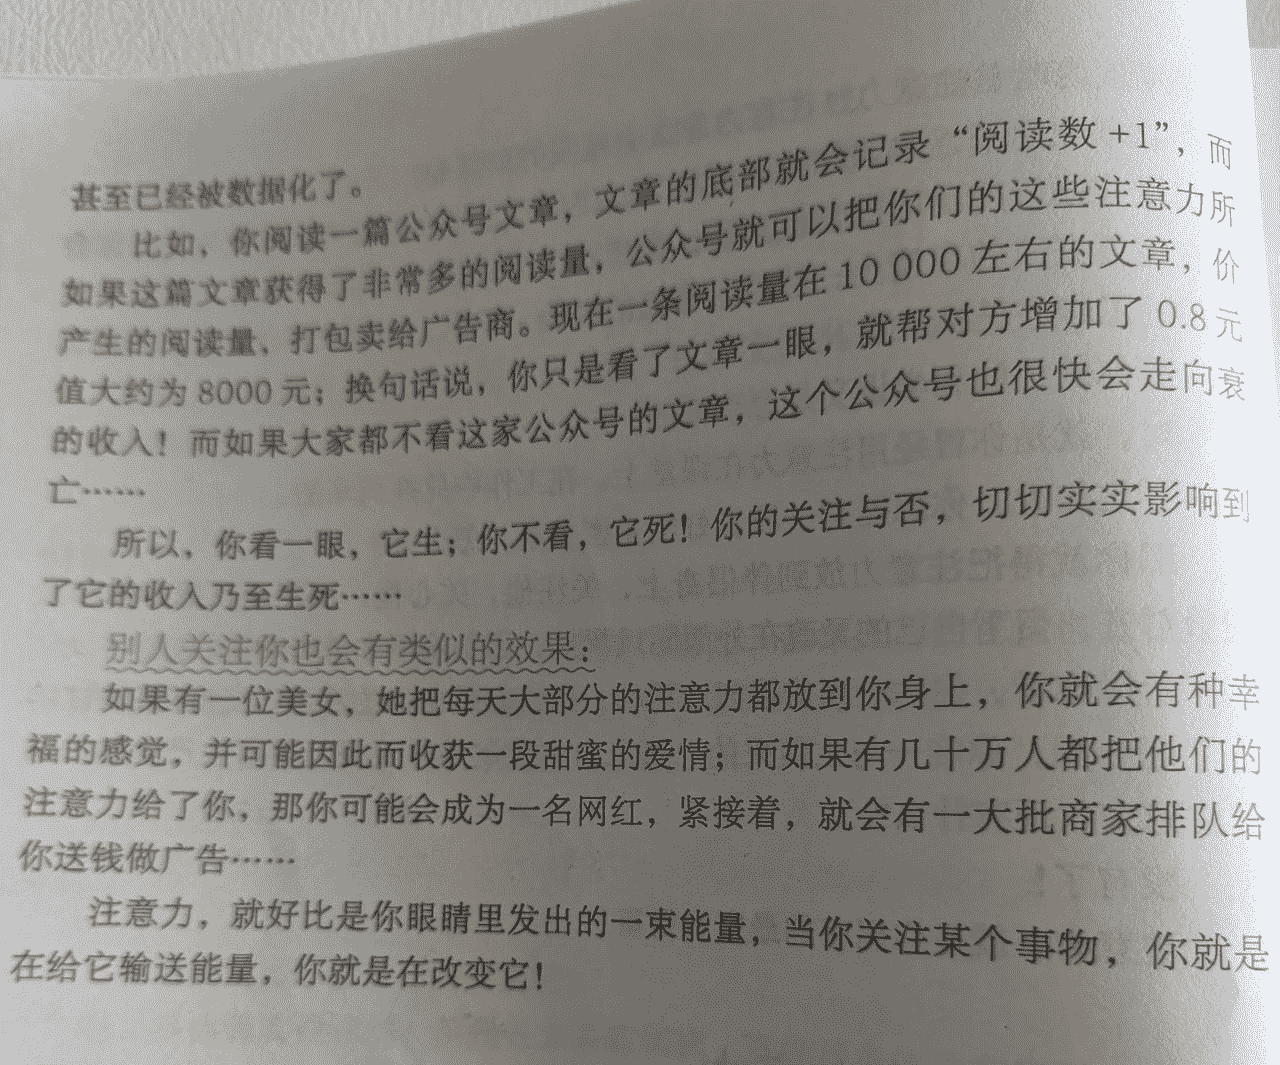 甚至已经被数据化了。
比如，你阅读一篇公众号文章，文章的底部就会记录“阅读数+1”，而
如果这篇文章获得了非常多的阅读量，公众号就可以把你们的这些注意力所
产生的阅读量，打包卖给广告商。现在一条阅读量在10 000左右的文章，价
值大约为8000元；换句话说，你只是看了文章一眼，就帮对方增加了0.8元
的收入！而如果大家都不看这家公众号的文章，这个公众号也很快会走向衰
亡……
所以，你看一眼，它生；你不看，它死！你的关注与否，切切实实影响到
了它的收入乃至生死……
别人关注你也会有类似的效果：
如果有一位美女，她把每天大部分的注意力都放到你身上，你就会有种幸
福的感觉，并可能因此而收获一段甜蜜的爱情；而如果有几十万人都把他们的
注意力给了你，那你可能会成为一名网红，紧接着，就会有一大批商家排队给
你送钱做广告……
注意力，就好比是你眼睛里发出的一束能量，当你关注某个事物，你就是
在给它输送能量，你就是在改变它！